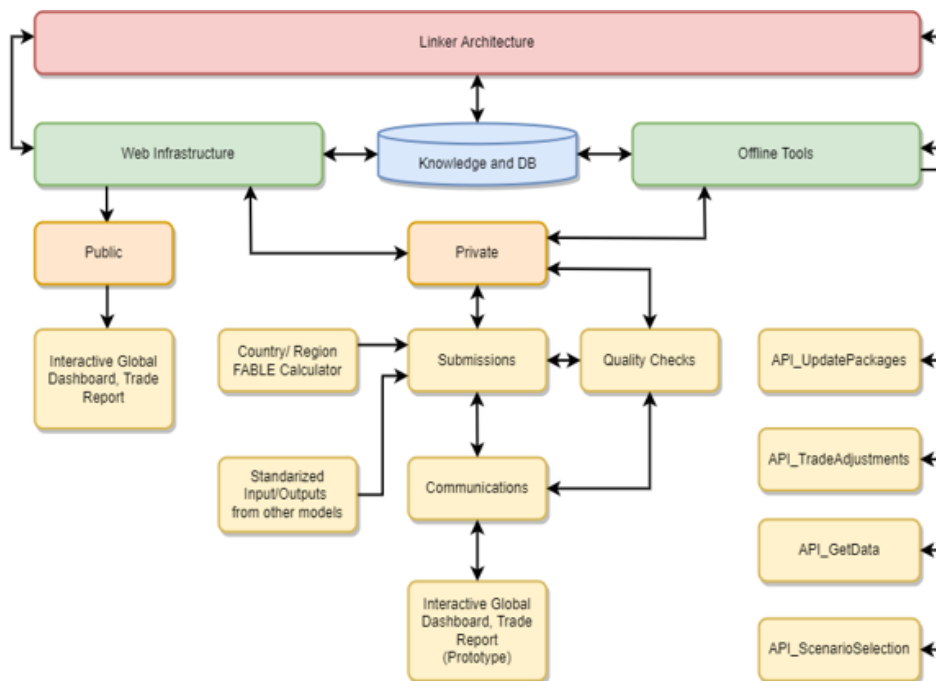 Linker Architecture
Web Infrastructure
Knowledge and DB
Offline Tools
Public
Private
Interactive Global
Dashboard, Trade
Report
Country/ Region
FABLE Calculator
Submissions
Quality Checks
API_UpdatePackages
Standarized
Input/Outputs
from other models
Communications
API_TradeAdjustments
API_GetData
Interactive Global
Dashboard, Trade
Report
(Prototype)
API_ScenarioSelection